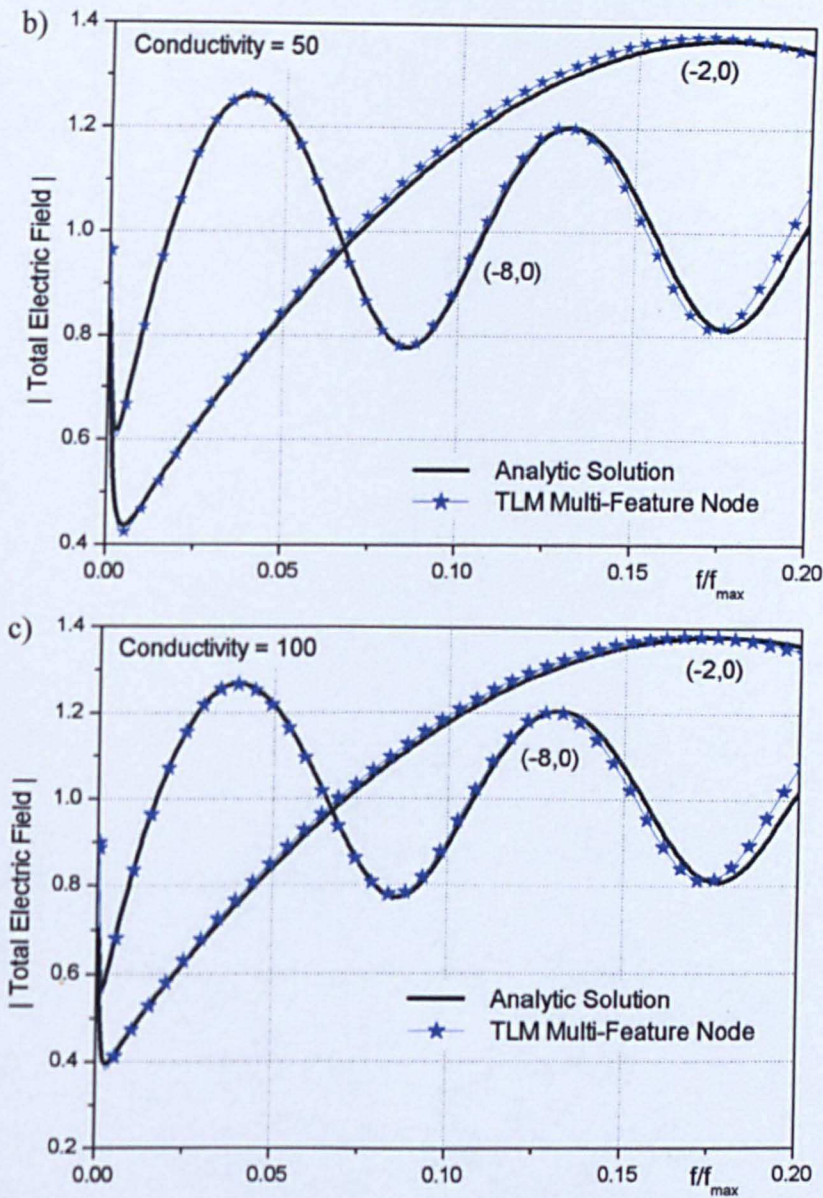 b)
1.4
1.2
1.0
0.8
0.6
0.4
| Total Electric Field |
Conductivity = 50
(-2,0)
(-8,0)
Analytic Solution
TLM Multi-Feature Node
0.00
0.05
0.10
0.15
0.20
f/fmax
c)
1.4
1.2
1.0
0.8
0.6
0.4
0.2
| Total Electric Field |
Conductivity = 100
(-2,0)
(-8,0)
Analytic Solution
TLM Multi-Feature Node
0.00
0.05
0.10
0.15
0.20
f/fmax